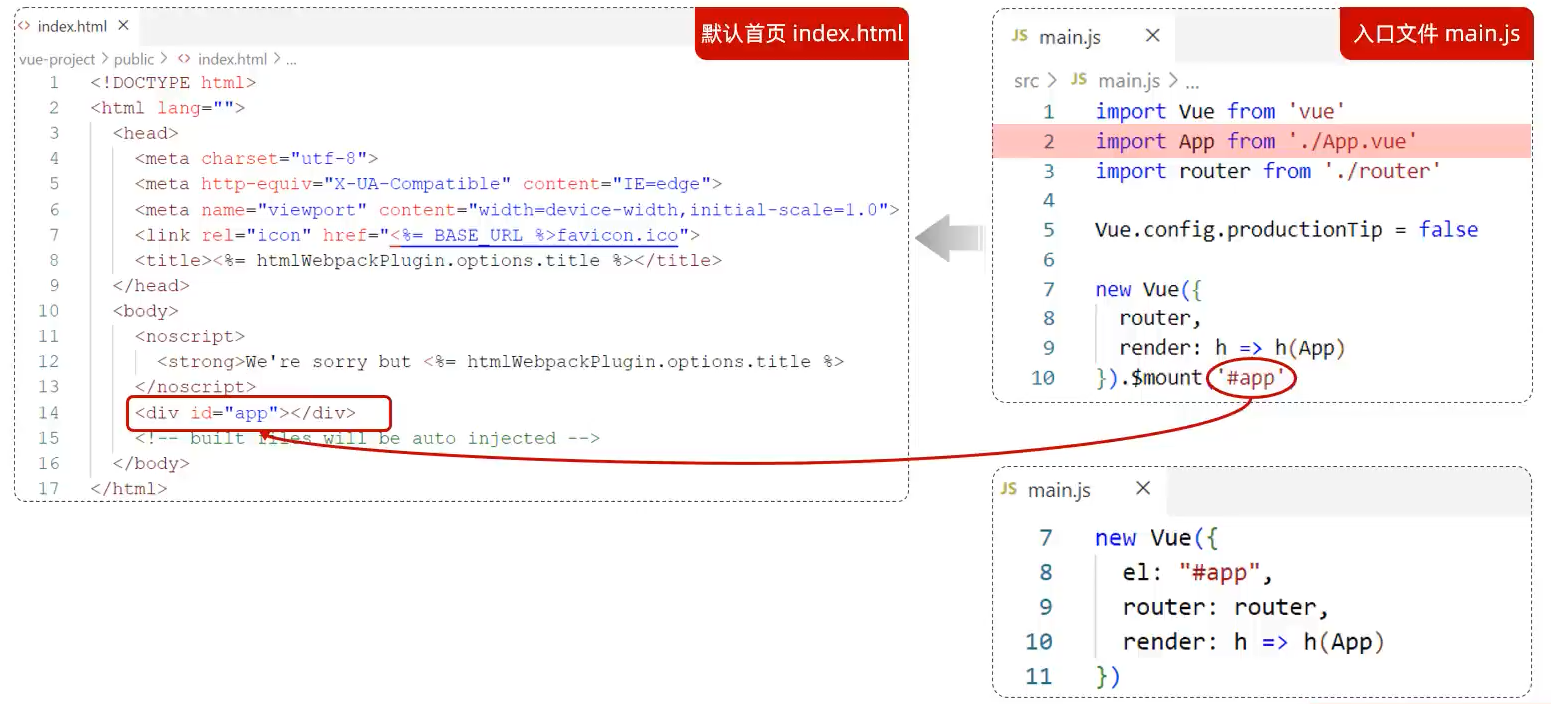 index.html ×
默认首页 index.html
vue-project > public > <> index.html > ...
1 <!DOCTYPE html>
2 <html lang="">
3 <head>
4 <meta charset="utf-8">
5 <meta http-equiv="X-UA-Compatible" content="IE=edge">
6 <meta name="viewport" content="width=device-width,initial-scale=1.0">
7 <link rel="icon" href="<%= BASE_URL %>favicon.ico">
8 <title><%= htmlWebpackPlugin.options.title %></title>
9 </head>
10 <body>
11 <noscript>
12 <strong>We're sorry but <%= htmlWebpackPlugin.options.title %>
13 </noscript>
14 <div id="app"></div>
15 <!-- built files will be auto injected -->
16 </body>
17 </html>
JS main.js ×
入口文件 main.js
src > JS main.js > ...
1 import Vue from 'vue'
2 import App from './App.vue'
3 import router from './router'
4
5 Vue.config.productionTip = false
6
7 new Vue({
8 router,
9 render: h => h(App)
10 }).$mount('#app'
JS main.js ×
7 new Vue({
8 el: "#app",
9 router: router,
10 render: h => h(App)
11 })